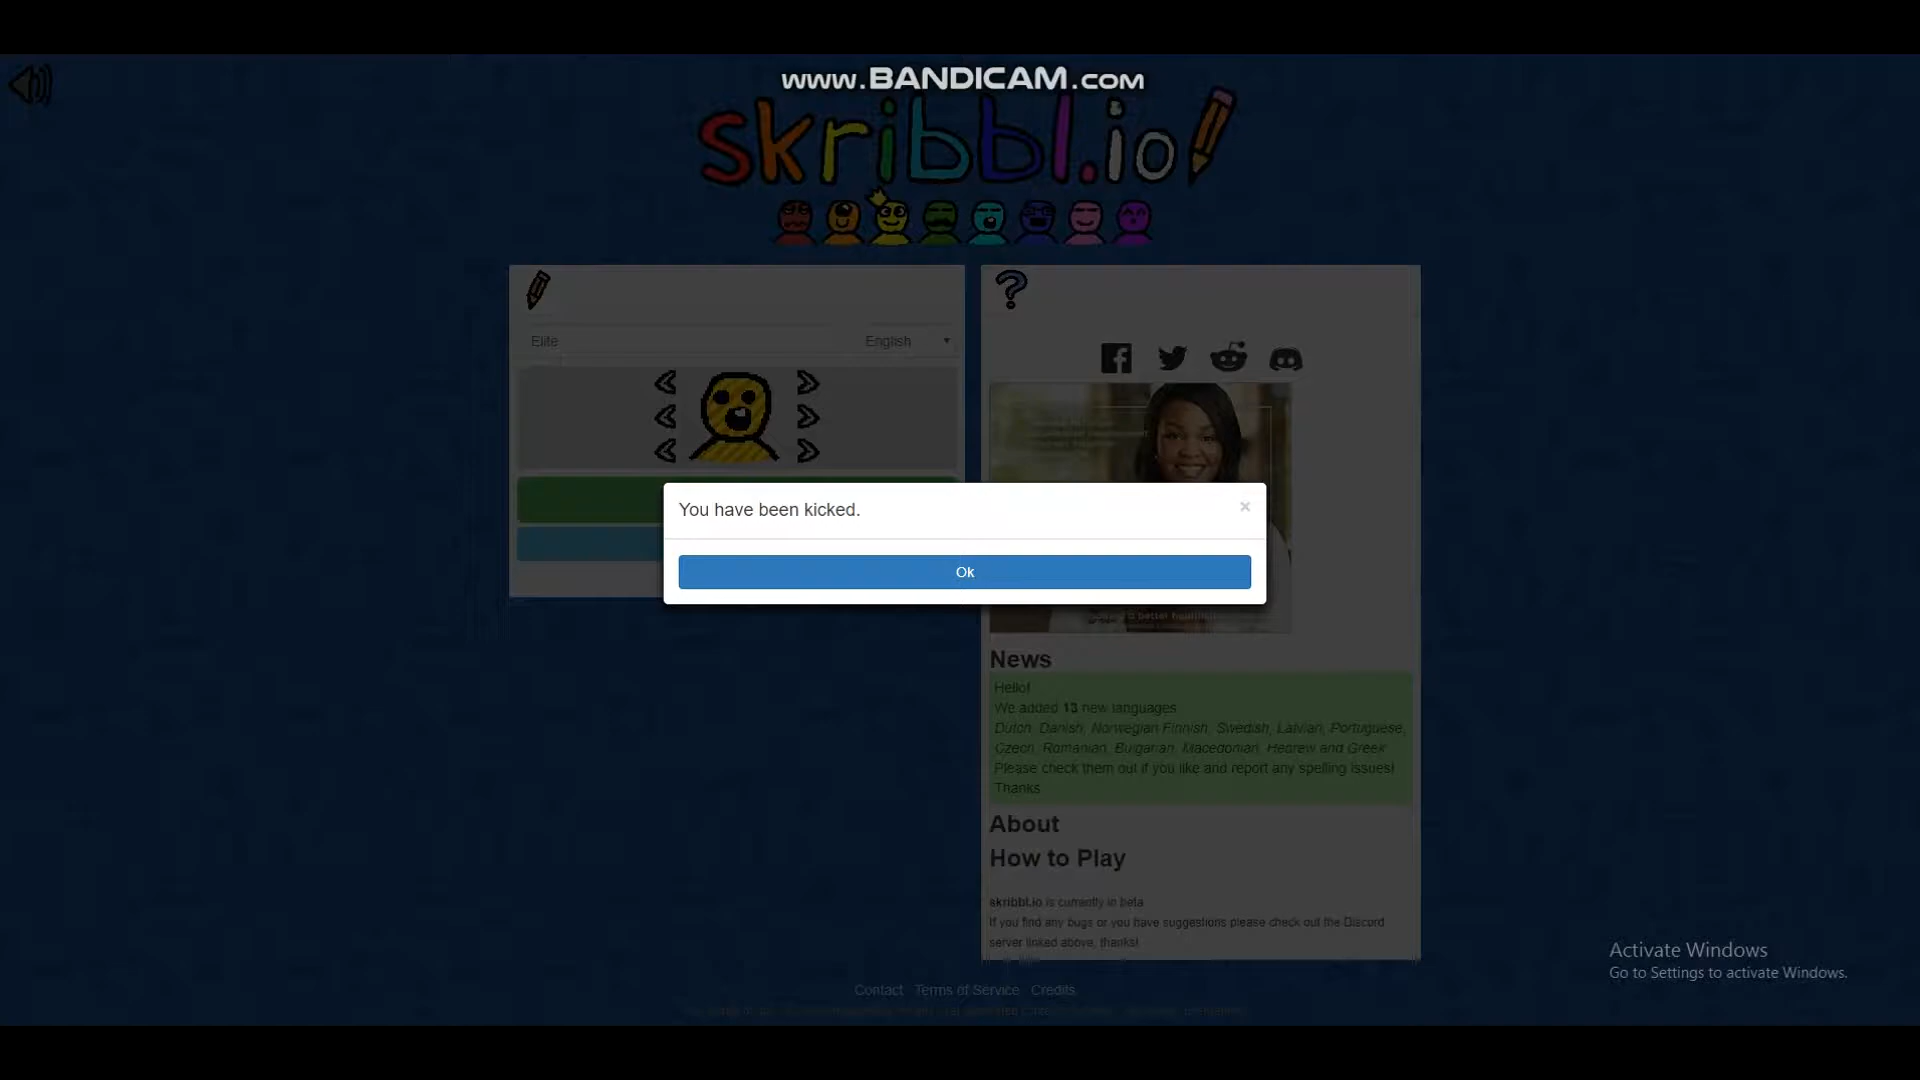 www.BANDICAM.com
skribbl.io
Elite
English
You have been kicked.
×
Ok
News
Hello!
We added 13 new languages
Dutch, Danish, Norwegian Finnish, Swedish, Latvian, Portuguese,
Czech, Romanian, Bulgarian, Macedonian, Hebrew and Greek
Please check them out if you like and report any spelling issues!
Thanks
About
How to Play
skribbl.io is currently in beta
If you find any bugs or you have suggestions please check out the Discord
server linked above, thanks!
Activate Windows
Go to Settings to activate Windows.
Contact Terms of Service Credits